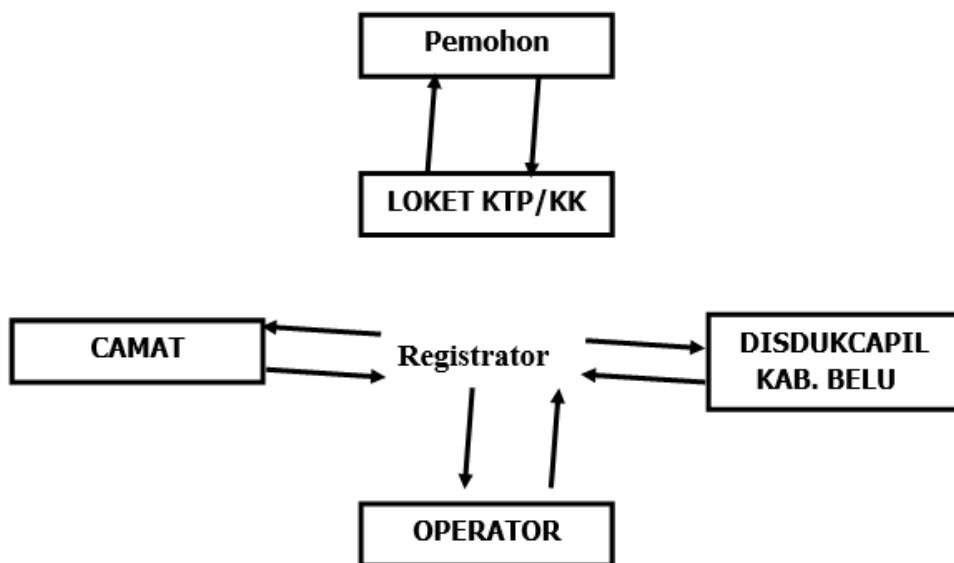 Pemohon
LOKET KTP/KK
CAMAT
Registrator
DISDUKCAPIL
KAB. BELU
OPERATOR